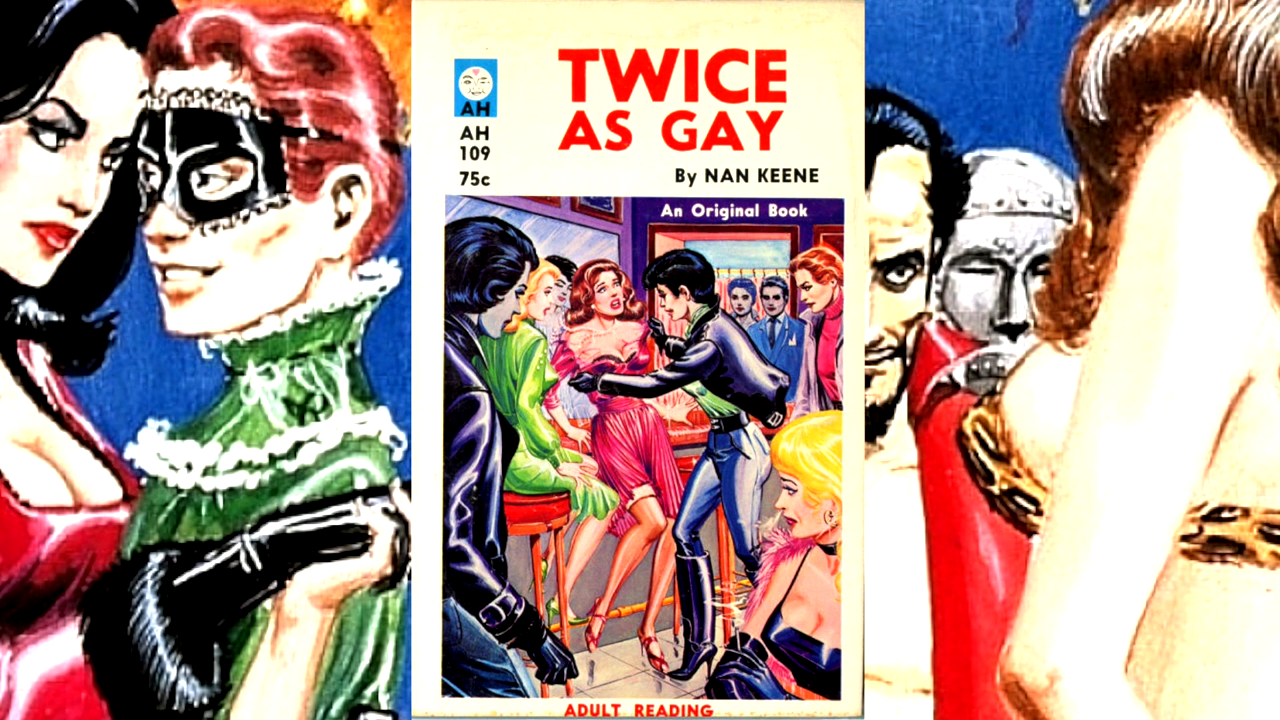 TWICE
AS GAY
AH
AH
109
75c
By NAN KEENE
An Original Book
ADULT READING